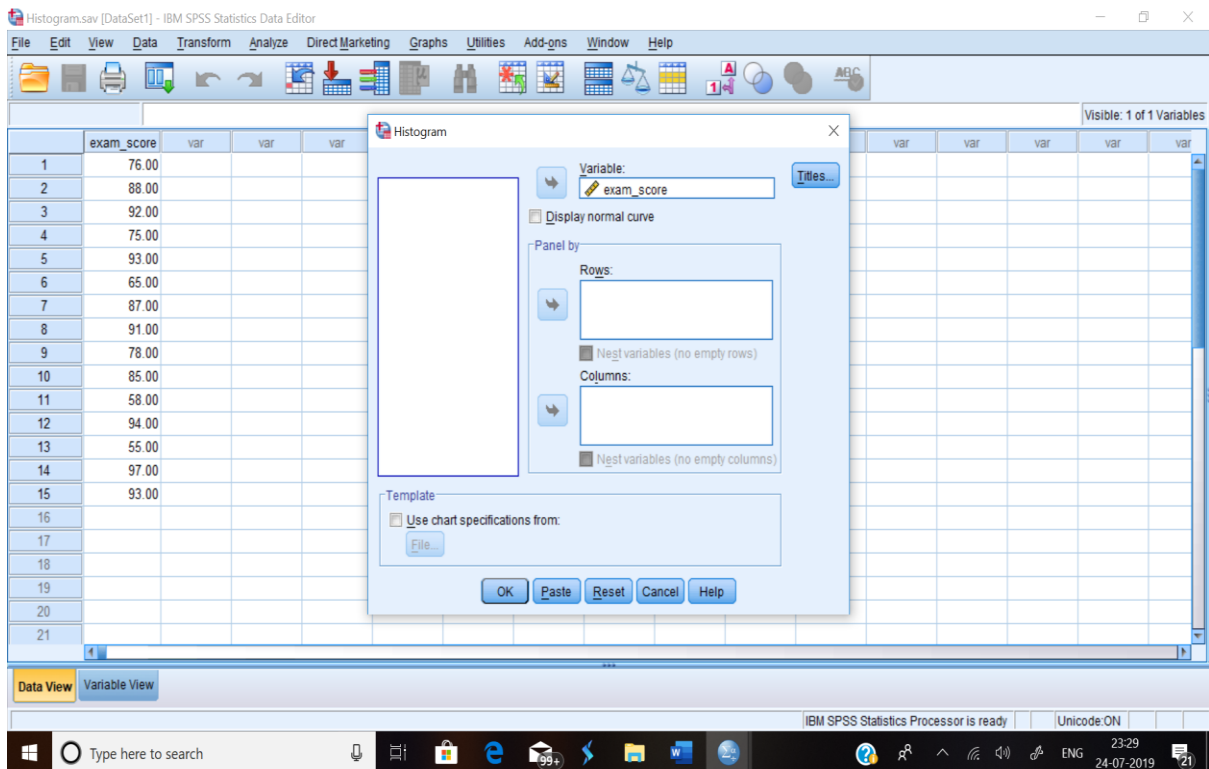 Histogram.sav [DataSet1] - IBM SPSS Statistics Data Editor
File Edit View Data Transform Analyze Direct Marketing Graphs Utilities Add-ons Window Help
Visible: 1 of 1 Variables
exam_score var var var var var var var var
1 76.00
2 88.00
3 92.00
4 75.00
5 93.00
6 65.00
7 87.00
8 91.00
9 78.00
10 85.00
11 58.00
12 94.00
13 55.00
14 97.00
15 93.00
16
17
18
19
20
21
Histogram
Variable:
exam_score
Titles...
Display normal curve
Panel by
Rows:
Nest variables (no empty rows)
Columns:
Nest variables (no empty columns)
Template
Use chart specifications from:
File...
OK Paste Reset Cancel Help
Data View Variable View
IBM SPSS Statistics Processor is ready Unicode:ON
Type here to search
99+
ENG
23:29
24-07-2019
21